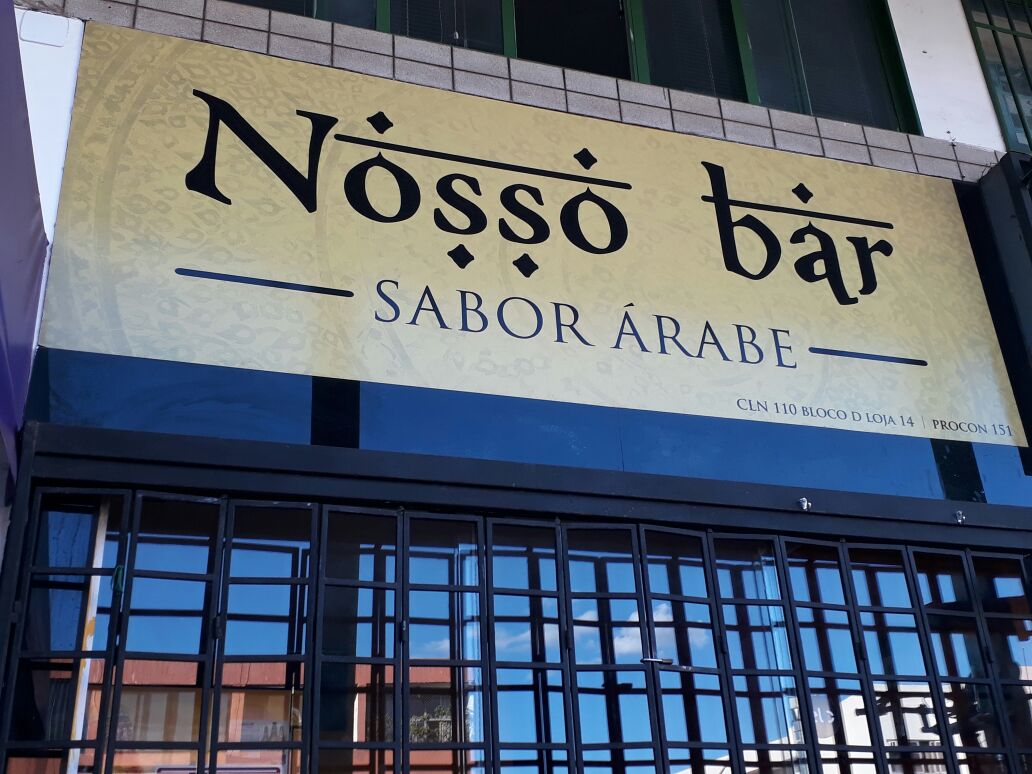 Nosso bar
SABOR ÁRABE
CLN 110 BLOCO D LOJA 14 | PROCON 151